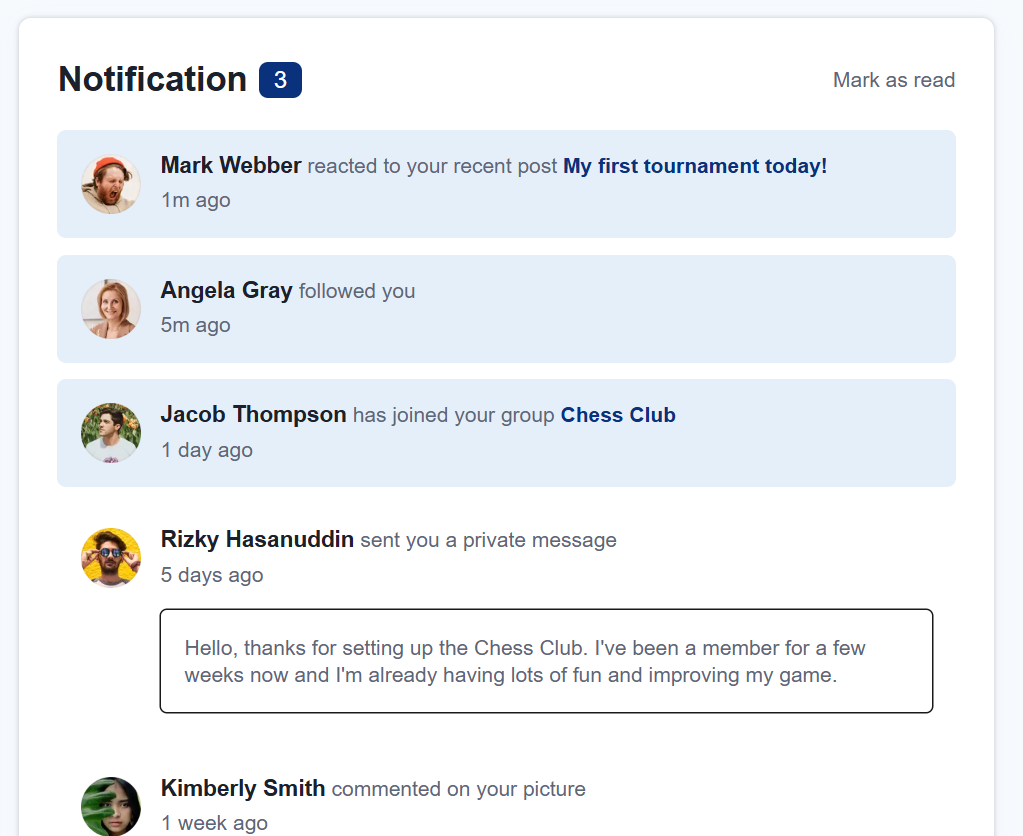 Notification 3
Mark as read
Mark Webber reacted to your recent post My first tournament today!
1m ago
Angela Gray followed you
5m ago
Jacob Thompson has joined your group Chess Club
1 day ago
Rizky Hasanuddin sent you a private message
5 days ago
Hello, thanks for setting up the Chess Club. I've been a member for a few
weeks now and I'm already having lots of fun and improving my game.
Kimberly Smith commented on your picture
1 week ago